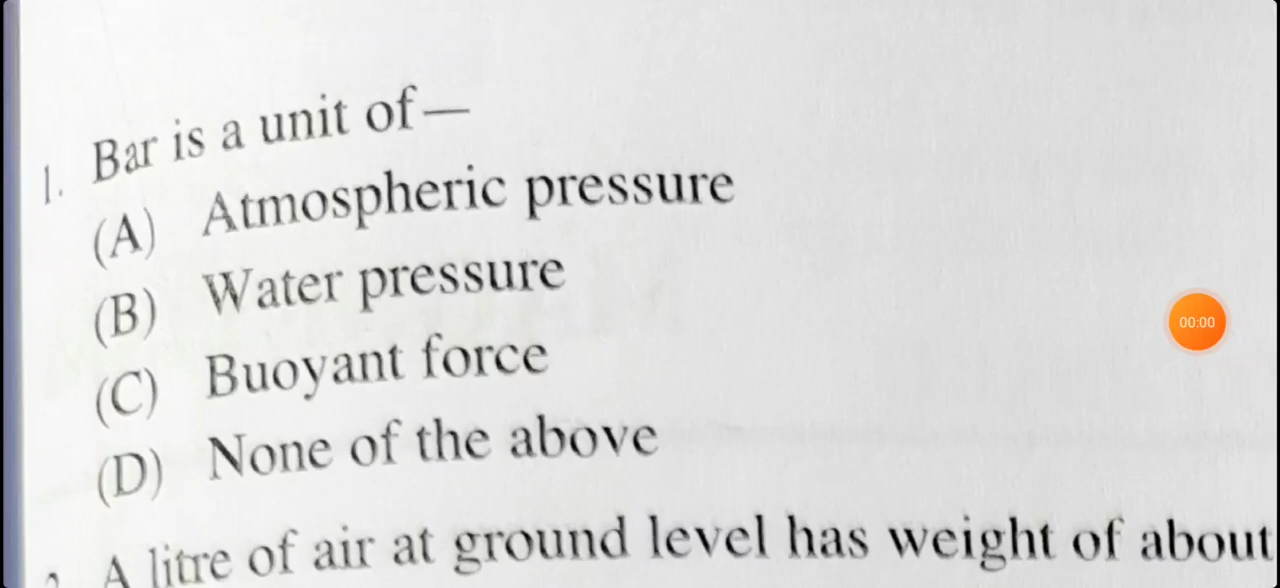 1. Bar is a unit of—
(A) Atmospheric pressure
(B) Water pressure
(C) Buoyant force
(D) None of the above
A litre of air at ground level has weight of about
00:00